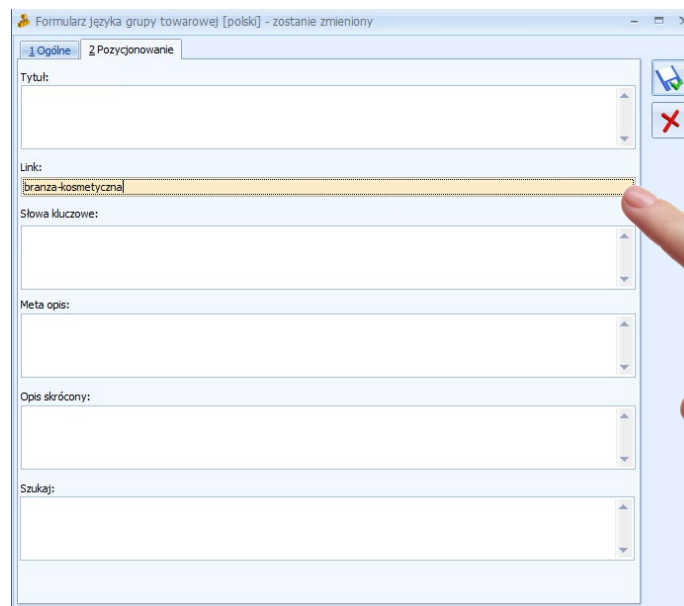 Formularz języka grupy towarowej [polski] - zostanie zmieniony
1 Ogólne 2 Pozycjonowanie
Tytuł:
Link:
branza-kosmetyczna
Słowa kluczowe:
Meta opis:
Opis skrócony:
Szukaj: